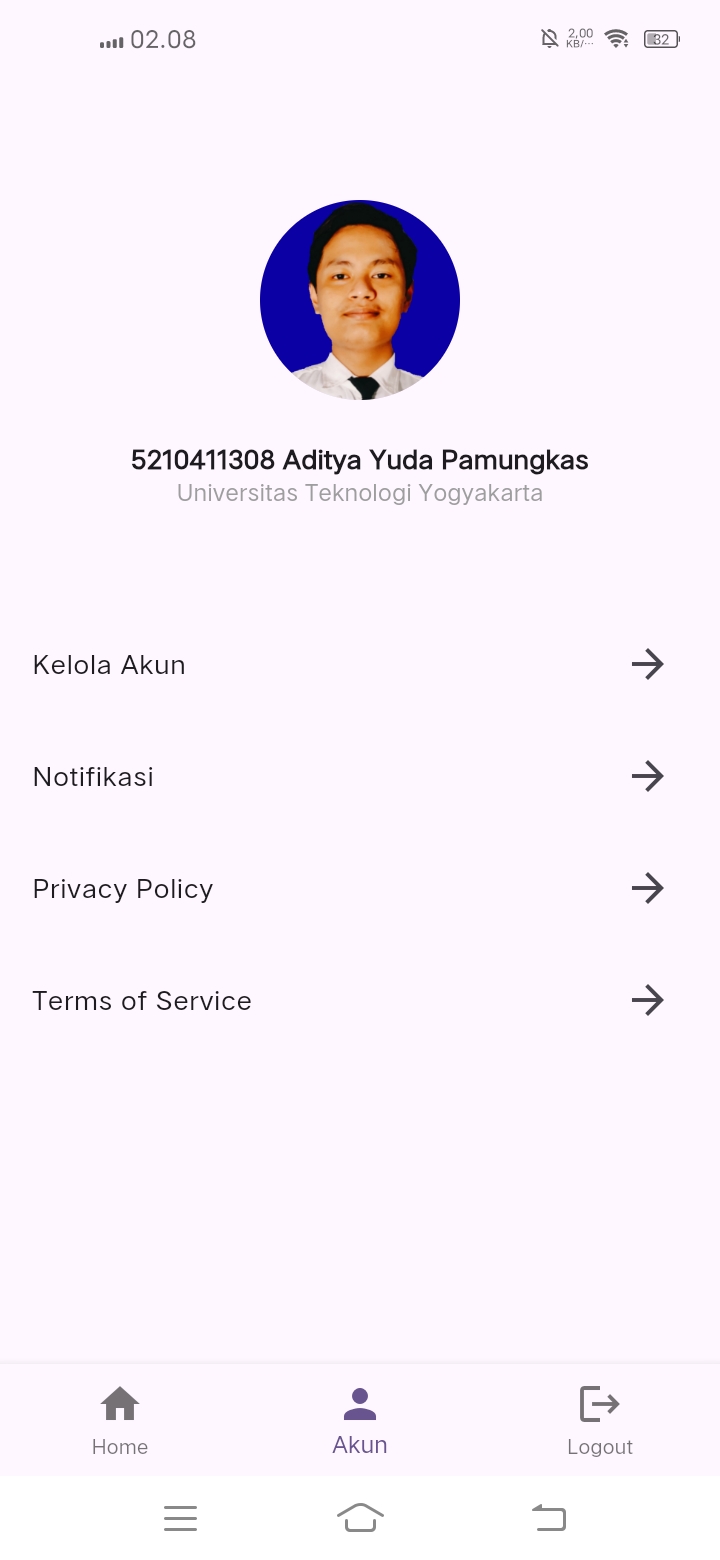 02.08
2,00
KB/···
32
5210411308 Aditya Yuda Pamungkas
Universitas Teknologi Yogyakarta
Kelola Akun
Notifikasi
Privacy Policy
Terms of Service
Home
Akun
Logout